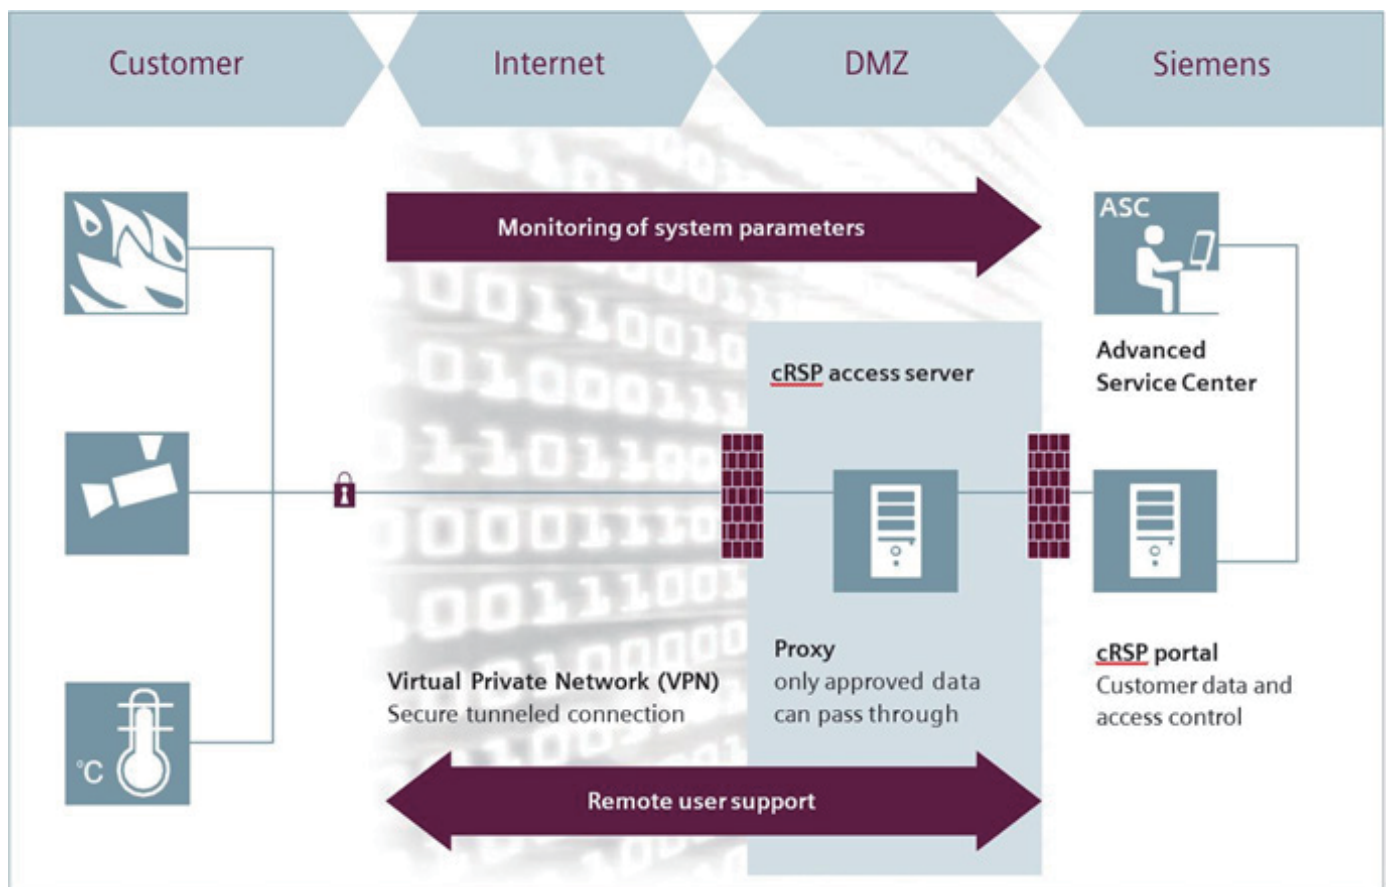 Customer
Internet
DMZ
Siemens
Monitoring of system parameters
ASC
Advanced
Service Center
cRSP access server
Virtual Private Network (VPN)
Secure tunneled connection
Proxy
only approved data
can pass through
cRSP portal
Customer data and
access control
°C
Remote user support